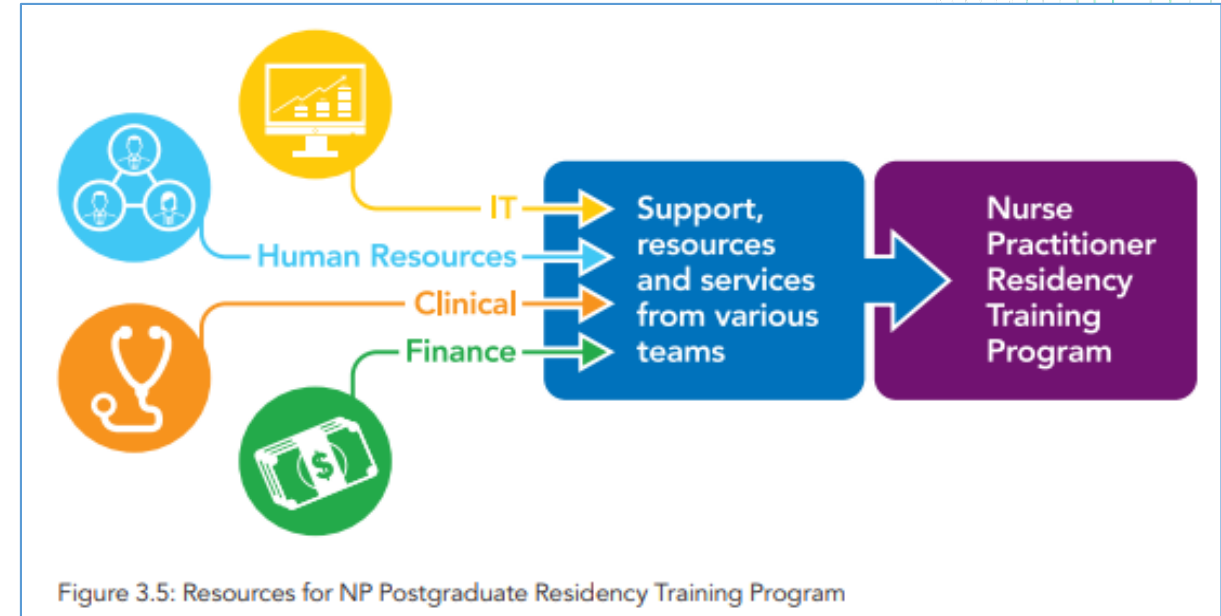 IT
Human Resources
Clinical
Finance
Support,
resources
and services
from various
teams
Nurse
Practitioner
Residency
Training
Program
$
Figure 3.5: Resources for NP Postgraduate Residency Training Program